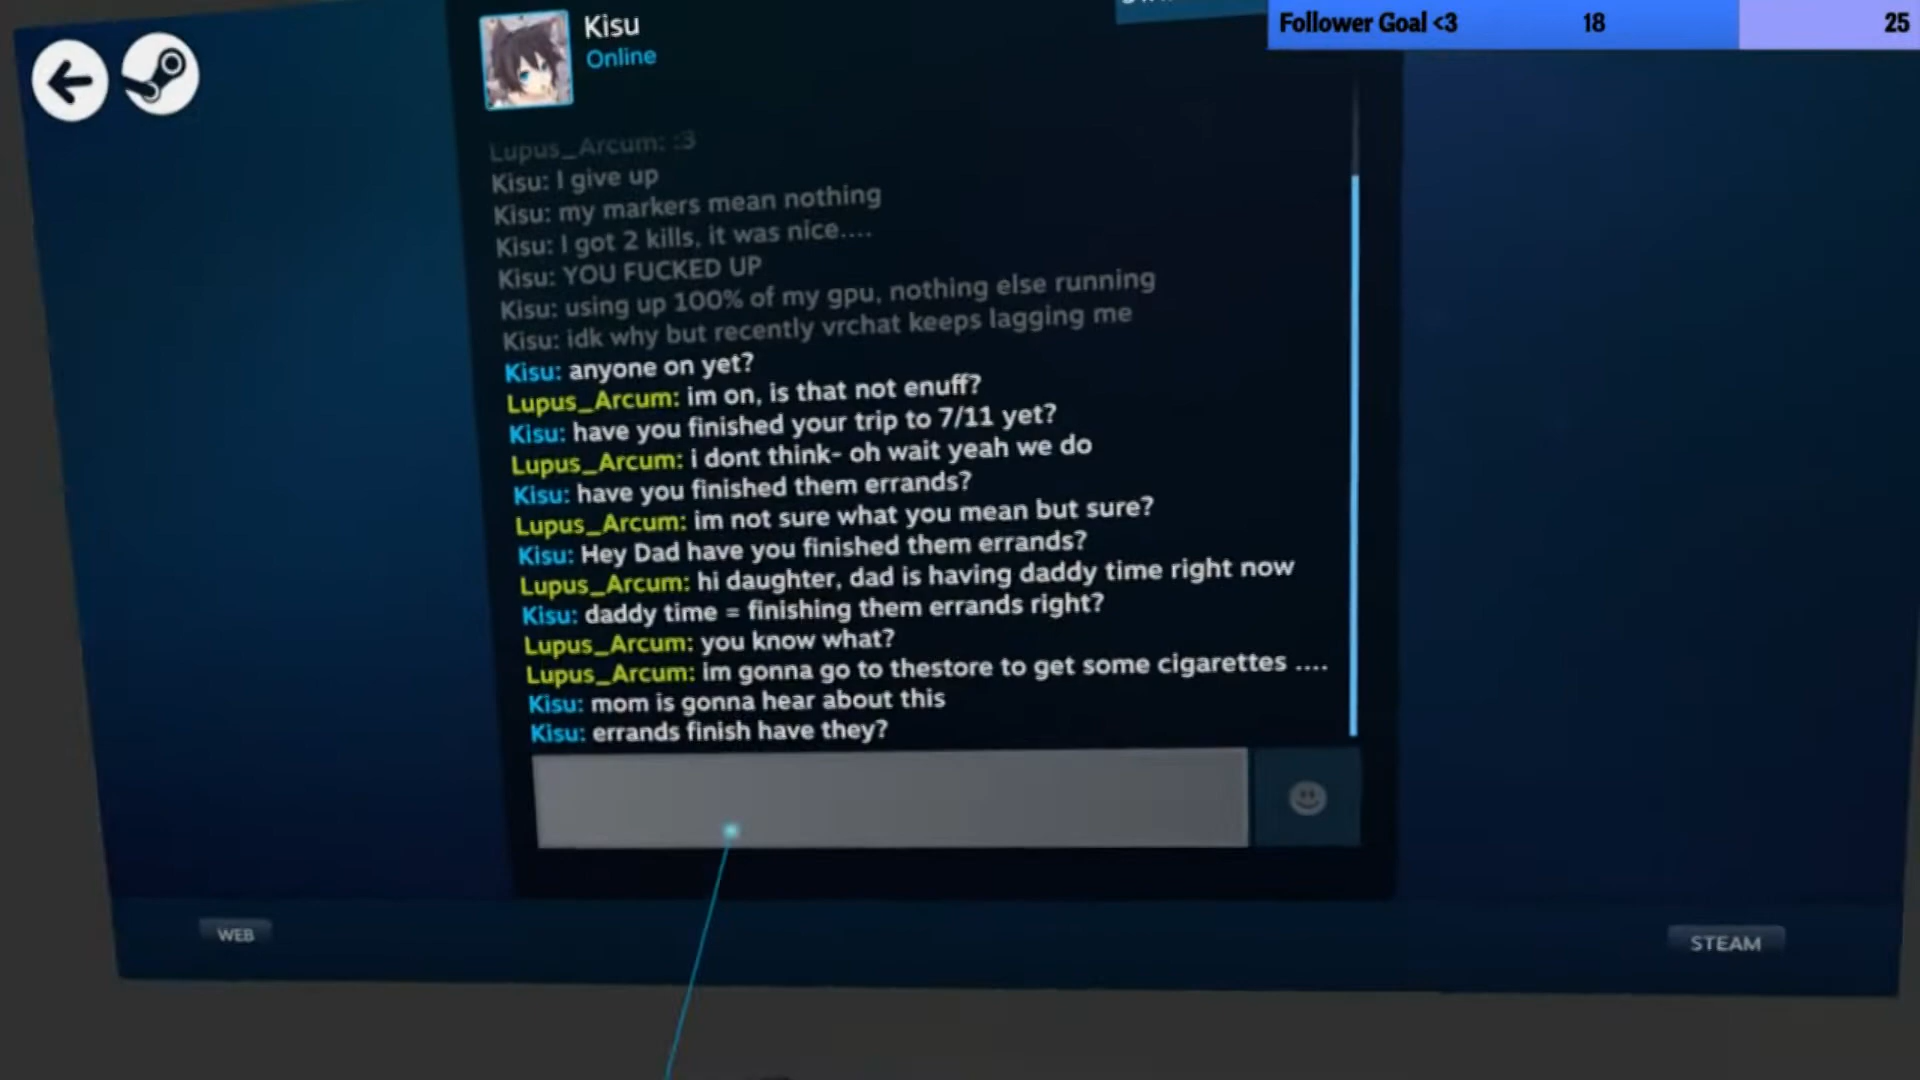 Kisu
Online
Follower Goal <3 18 25
Lupus_Arcum: :3
Kisu: I give up
Kisu: my markers mean nothing
Kisu: I got 2 kills, it was nice....
Kisu: YOU FUCKED UP
Kisu: using up 100% of my gpu, nothing else running
Kisu: idk why but recently vrchat keeps lagging me
Kisu: anyone on yet?
Lupus_Arcum: im on, is that not enuff?
Kisu: have you finished your trip to 7/11 yet?
Lupus_Arcum: i dont think- oh wait yeah we do
Kisu: have you finished them errands?
Lupus_Arcum: im not sure what you mean but sure?
Kisu: Hey Dad have you finished them errands?
Lupus_Arcum: hi daughter, dad is having daddy time right now
Kisu: daddy time = finishing them errands right?
Lupus_Arcum: you know what?
Lupus_Arcum: im gonna go to thestore to get some cigarettes ....
Kisu: mom is gonna hear about this
Kisu: errands finish have they?
WEB
STEAM